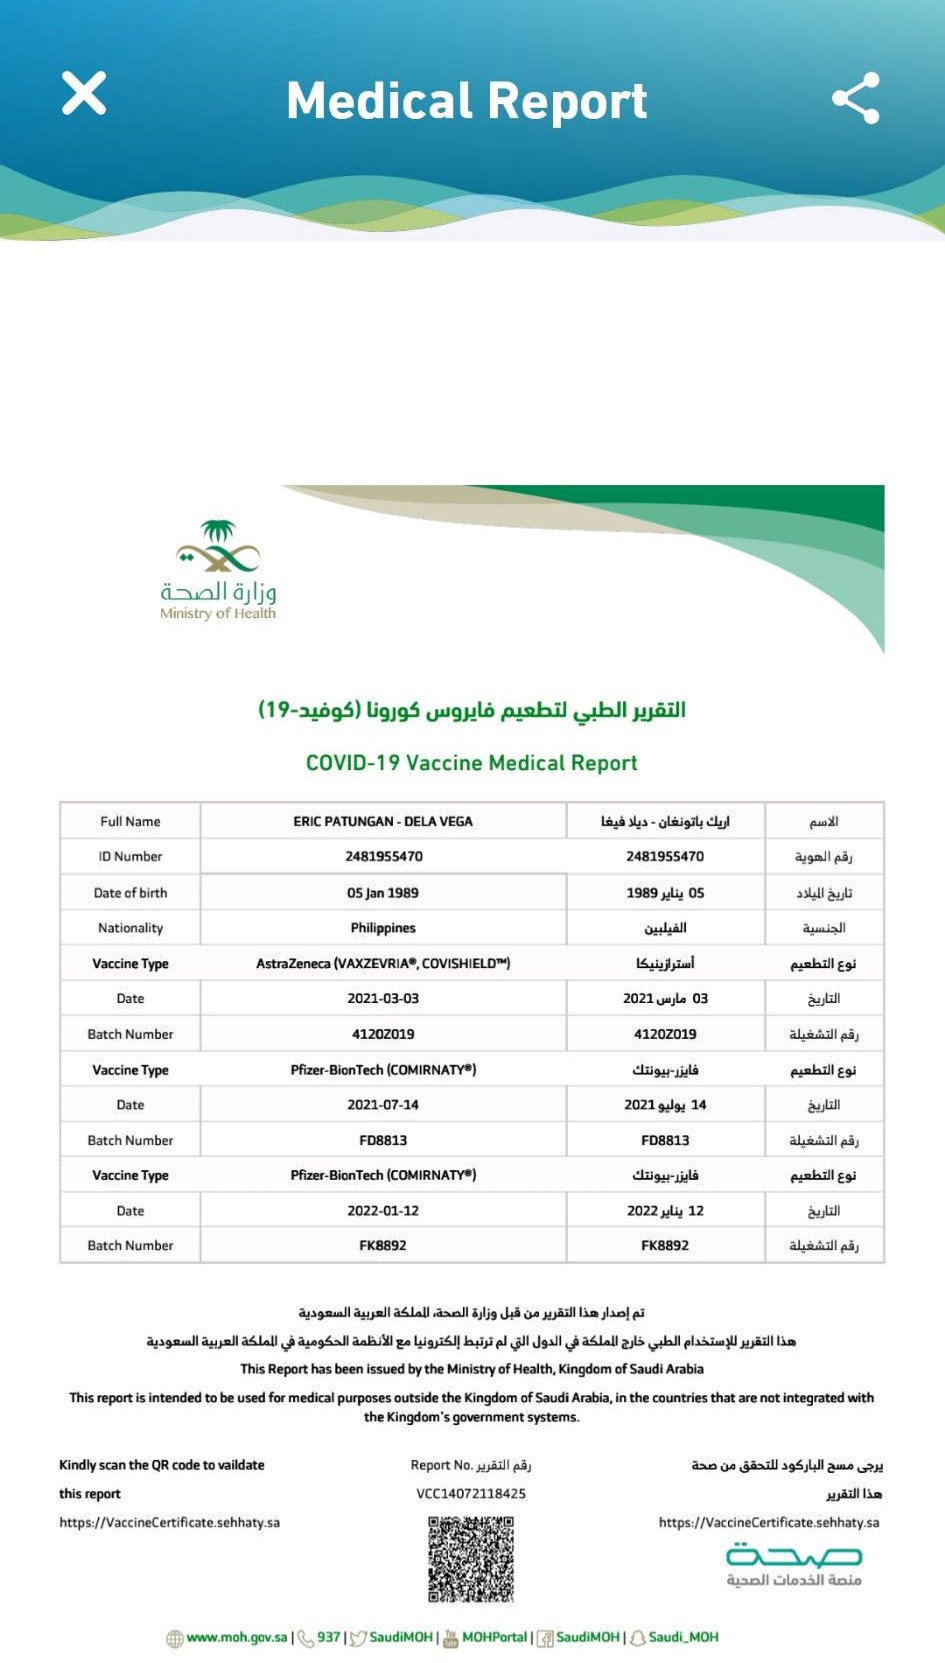 Medical Report
وزارة الصحة
Ministry of Health
التقرير الطبي لتطعيم فايروس كورونا (كوفيد-19)
COVID-19 Vaccine Medical Report
Full Name ERIC PATUNGAN - DELA VEGA اريك باتونغان - ديلا فيغا الاسم
ID Number 2481955470 2481955470 رقم الهوية
Date of birth 05 Jan 1989 05 يناير 1989 تاريخ الميلاد
Nationality Philippines الفيلبين الجنسية
Vaccine Type AstraZeneca (VAXZEVRIA®, COVISHIELD™) أسترازينيكا نوع التطعيم
Date 2021-03-03 03 مارس 2021 التاريخ
Batch Number 4120Z019 4120Z019 رقم التشغيلة
Vaccine Type Pfizer-BionTech (COMIRNATY®) فايزر-بيونتك نوع التطعيم
Date 2021-07-14 14 يوليو 2021 التاريخ
Batch Number FD8813 FD8813 رقم التشغيلة
Vaccine Type Pfizer-BionTech (COMIRNATY®) فايزر-بيونتك نوع التطعيم
Date 2022-01-12 12 يناير 2022 التاريخ
Batch Number FK8892 FK8892 رقم التشغيلة
تم إصدار هذا التقرير من قبل وزارة الصحة، المملكة العربية السعودية
هذا التقرير للإستخدام الطبي خارج المملكة في الدول التي لم ترتبط إلكترونيا مع الأنظمة الحكومية في المملكة العربية السعودية
This Report has been issued by the Ministry of Health, Kingdom of Saudi Arabia
This report is intended to be used for medical purposes outside the Kingdom of Saudi Arabia, in the countries that are not integrated with
the Kingdom's government systems.
Kindly scan the QR code to vaildate Report No. رقم التقرير يرجى مسح الباركود للتحقق من صحة
this report VCC14072118425 هذا التقرير
https://VaccineCertificate.sehhaty.sa https://VaccineCertificate.sehhaty.sa
صحة
منصة الخدمات الصحية
www.moh.gov.sa | 937 | SaudiMOH | MOHPortal | SaudiMOH | Saudi_MOH